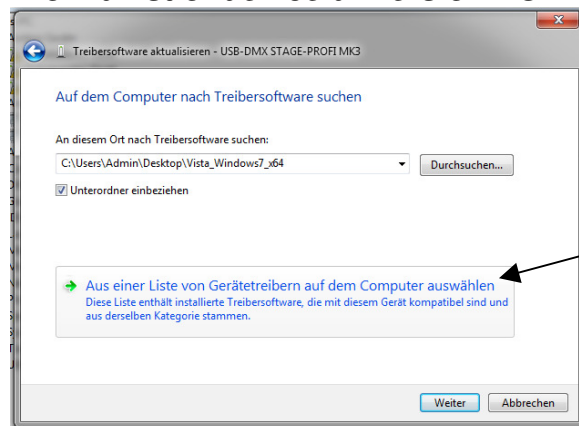 Treibersoftware aktualisieren - USB-DMX STAGE-PROFI MK3
Auf dem Computer nach Treibersoftware suchen
An diesem Ort nach Treibersoftware suchen:
C:\Users\Admin\Desktop\Vista_Windows7_x64
Durchsuchen...
Unterordner einbeziehen
Aus einer Liste von Gerätetreibern auf dem Computer auswählen
Diese Liste enthält installierte Treibersoftware, die mit diesem Gerät kompatibel sind und
aus derselben Kategorie stammen.
Weiter
Abbrechen